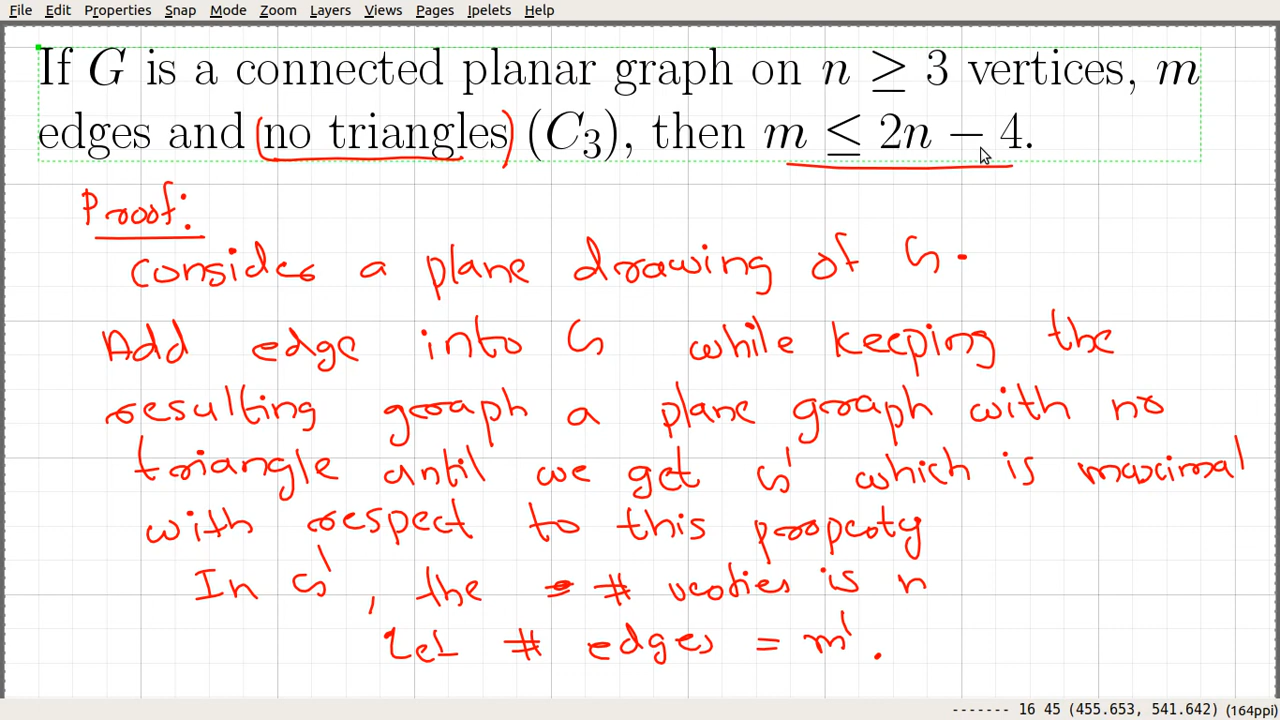 File Edit Properties Snap Mode Zoom Layers Views Pages Ipelets Help
If G is a connected planar graph on n ≥ 3 vertices, m
edges and (no triangles) (C₃), then m ≤ 2n − 4.
Proof:
Consider a plane drawing of G.
Add edge into G while keeping the
resulting graph a plane graph with no
triangle until we get G' which is maximal
with respect to this property
In G', the # vertices is n
Let # edges = m'.
------- 16 45 (455.653, 541.642) (164ppi)